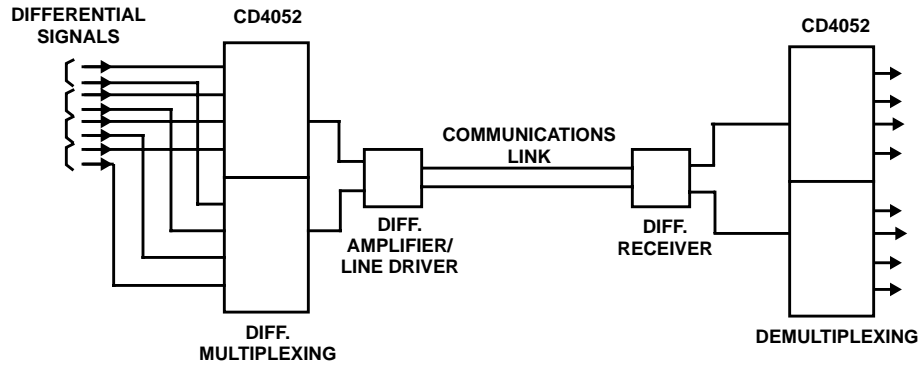 DIFFERENTIAL
SIGNALS
CD4052
CD4052
COMMUNICATIONS
LINK
DIFF.
AMPLIFIER/
LINE DRIVER
DIFF.
RECEIVER
DIFF.
MULTIPLEXING
DEMULTIPLEXING